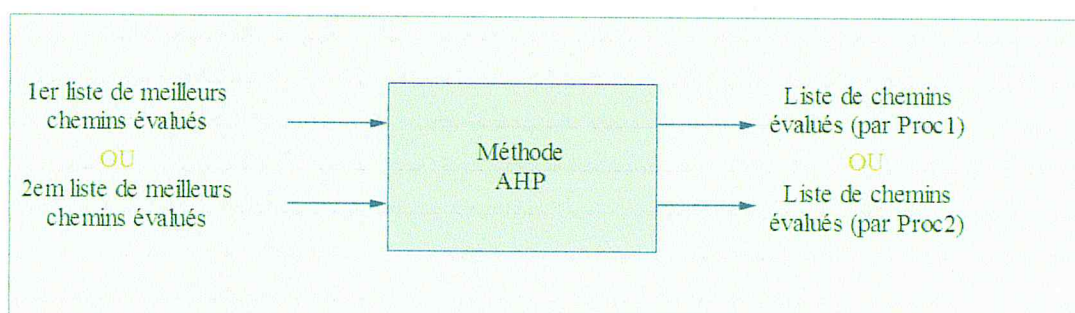 1er liste de meilleurs
chemins évalués
OU
2em liste de meilleurs
chemins évalués
Méthode
AHP
Liste de chemins
évalués (par Proc1)
OU
Liste de chemins
évalués (par Proc2)